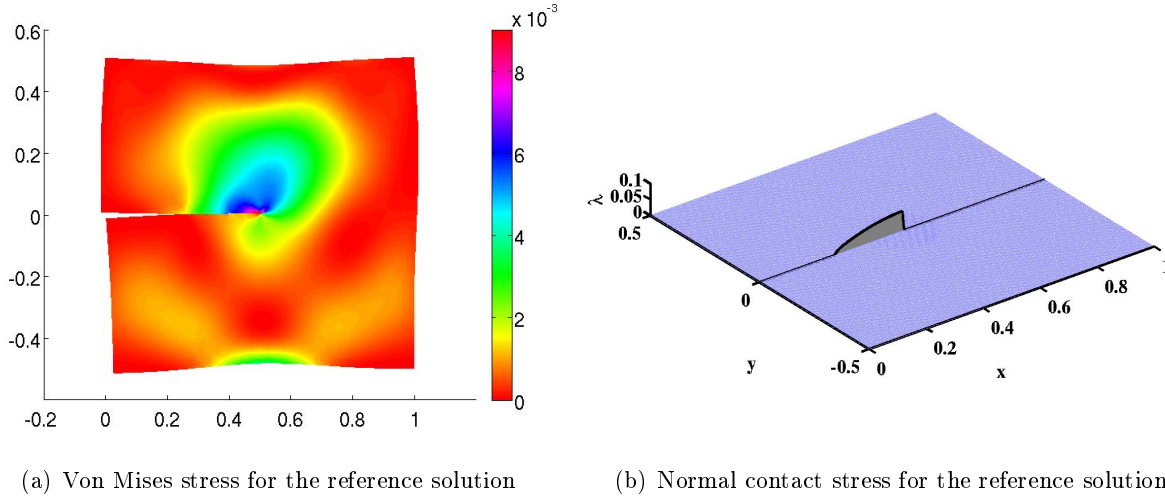 x 10⁻³
0.6
0.4
0.2
0
-0.2
-0.4
-0.2 0 0.2 0.4 0.6 0.8 1
8
6
4
2
0
λ
0.1
0.05
0
0.5
0
-0.5
y
0 0.2 0.4 0.6 0.8
x
(a) Von Mises stress for the reference solution
(b) Normal contact stress for the reference solution